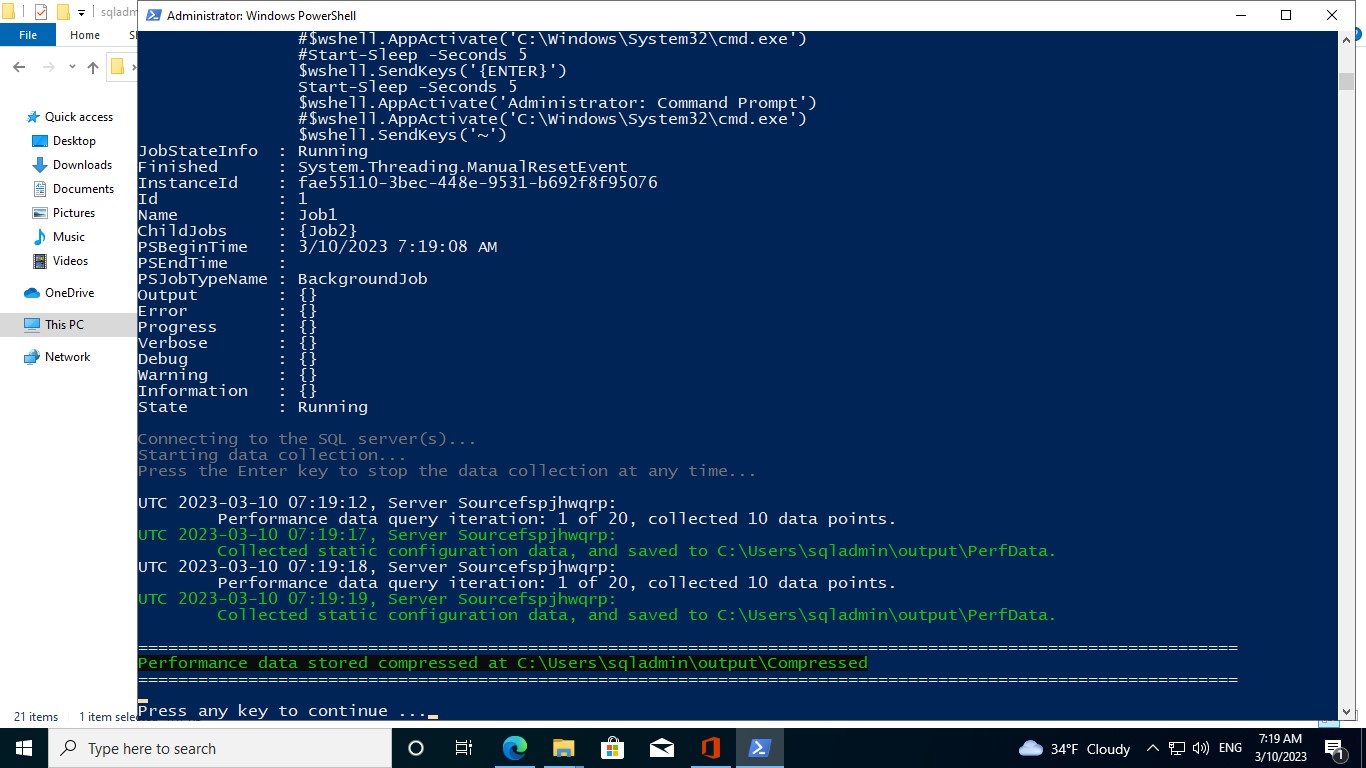 sqladm
Administrator: Windows PowerShell
File
Home
Quick access
Desktop
Downloads
Documents
Pictures
Music
Videos
OneDrive
This PC
Network
#$wshell.AppActivate('C:\Windows\System32\cmd.exe')
#Start-Sleep -Seconds 5
$wshell.SendKeys('{ENTER}')
Start-Sleep -Seconds 5
$wshell.AppActivate('Administrator: Command Prompt')
#$wshell.AppActivate('C:\Windows\System32\cmd.exe')
$wshell.SendKeys('~')
JobStateInfo : Running
Finished : System.Threading.ManualResetEvent
InstanceId : fae55110-3bec-448e-9531-b692f8f95076
Id : 1
Name : Job1
ChildJobs : {Job2}
PSBeginTime : 3/10/2023 7:19:08 AM
PSEndTime :
PSJobTypeName : BackgroundJob
Output : {}
Error : {}
Progress : {}
Verbose : {}
Debug : {}
Warning : {}
Information : {}
State : Running
Connecting to the SQL server(s)...
Starting data collection...
Press the Enter key to stop the data collection at any time...
UTC 2023-03-10 07:19:12, Server Sourcefspjhwqrp:
Performance data query iteration: 1 of 20, collected 10 data points.
UTC 2023-03-10 07:19:17, Server Sourcefspjhwqrp:
Collected static configuration data, and saved to C:\Users\sqladmin\output\PerfData.
UTC 2023-03-10 07:19:18, Server Sourcefspjhwqrp:
Performance data query iteration: 1 of 20, collected 10 data points.
UTC 2023-03-10 07:19:19, Server Sourcefspjhwqrp:
Collected static configuration data, and saved to C:\Users\sqladmin\output\PerfData.
==============================================================================================================
Performance data stored compressed at C:\Users\sqladmin\output\Compressed
==============================================================================================================
Press any key to continue ...
21 items 1 item selec
Type here to search
34°F Cloudy
ENG
7:19 AM
3/10/2023
1